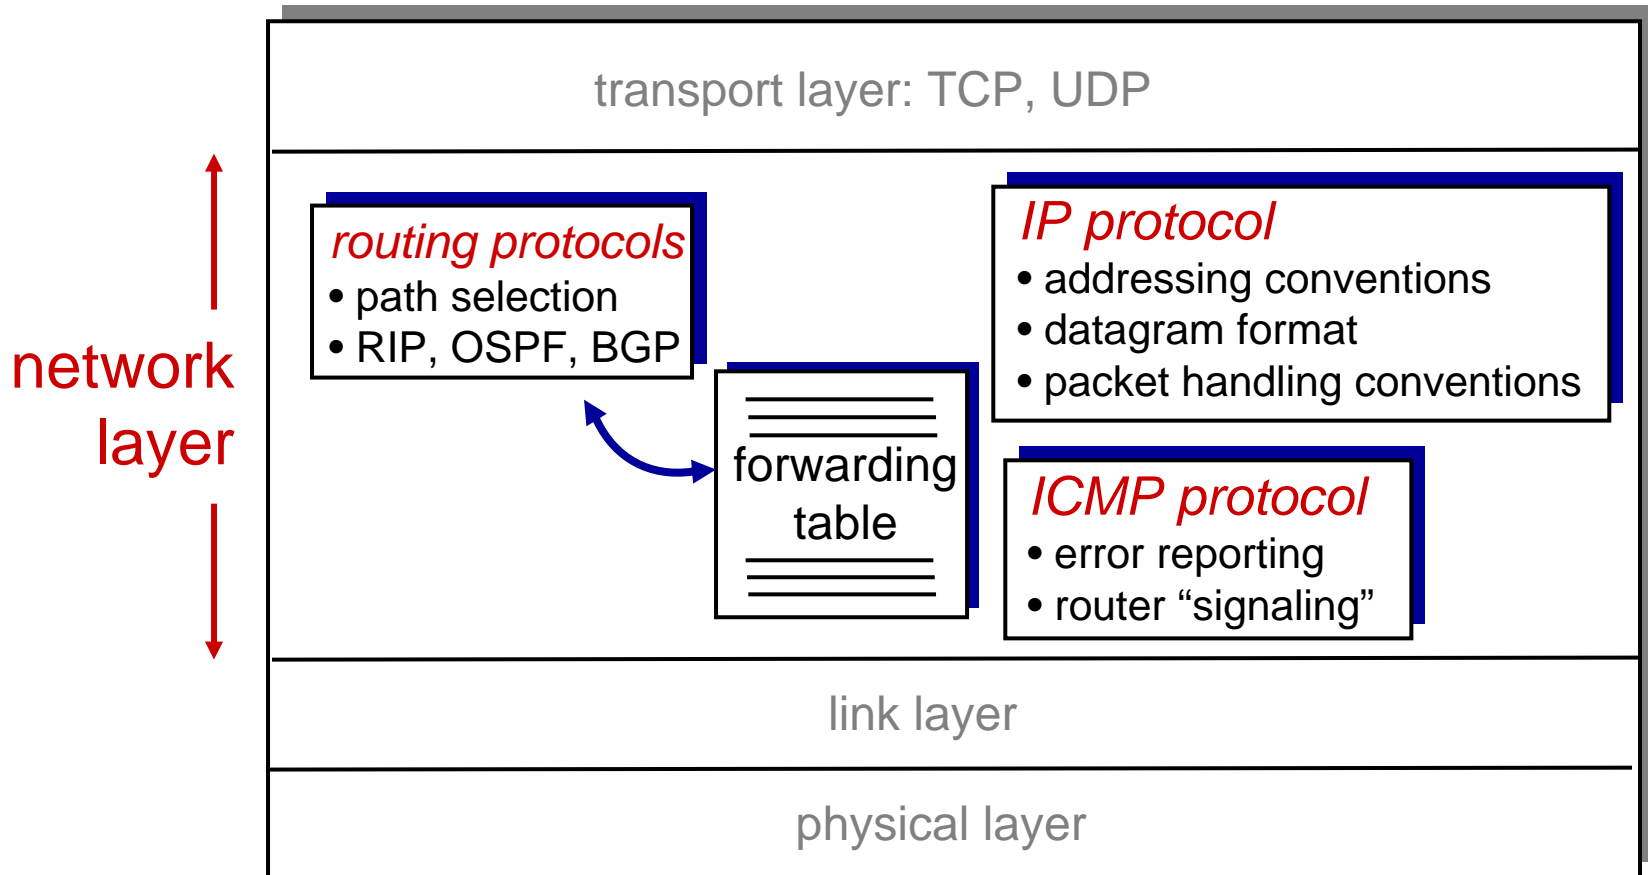 transport layer: TCP, UDP
network
layer
routing protocols
• path selection
• RIP, OSPF, BGP
forwarding
table
IP protocol
• addressing conventions
• datagram format
• packet handling conventions
ICMP protocol
• error reporting
• router “signaling”
link layer
physical layer